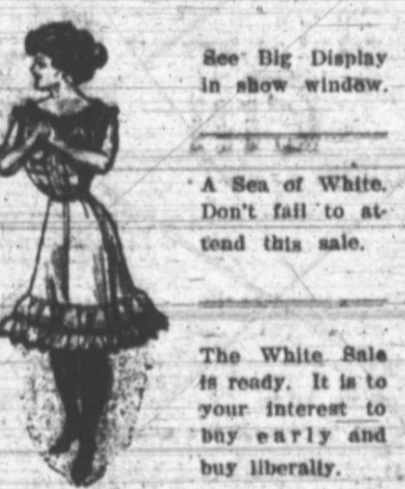 See Big Display
in show window.
A Sea of White.
Don't fail to at-
tend this sale.
The White Sale
is ready. It is to
your interest to
buy early and
buy liberally.